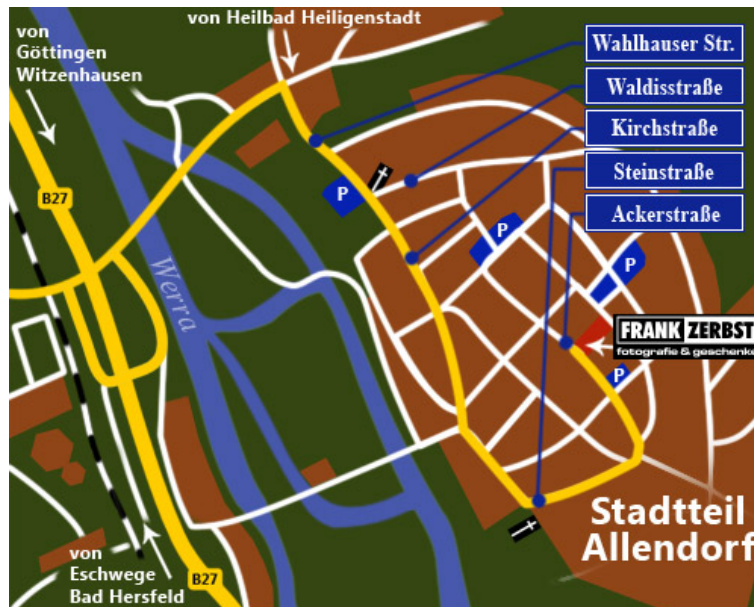 von Heilbad Heiligenstadt
von
Göttingen
Witzenhausen
Wahlhauser Str.
Waldisstraße
Kirchstraße
Steinstraße
Ackerstraße
B27
P
P
P
Werra
FRANK ZERBST
fotografie & geschenke
P
Stadtteil
Allendorf
von
Eschwege
Bad Hersfeld
B27